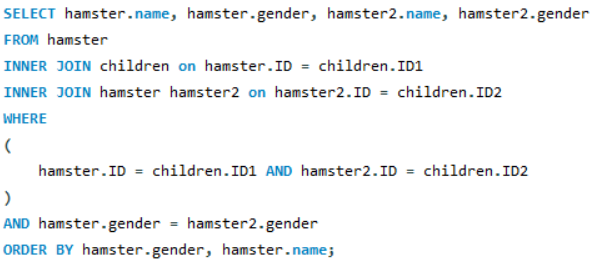 SELECT hamster.name, hamster.gender, hamster2.name, hamster2.gender
FROM hamster
INNER JOIN children on hamster.ID = children.ID1
INNER JOIN hamster hamster2 on hamster2.ID = children.ID2
WHERE
(
    hamster.ID = children.ID1 AND hamster2.ID = children.ID2
)
AND hamster.gender = hamster2.gender
ORDER BY hamster.gender, hamster.name;